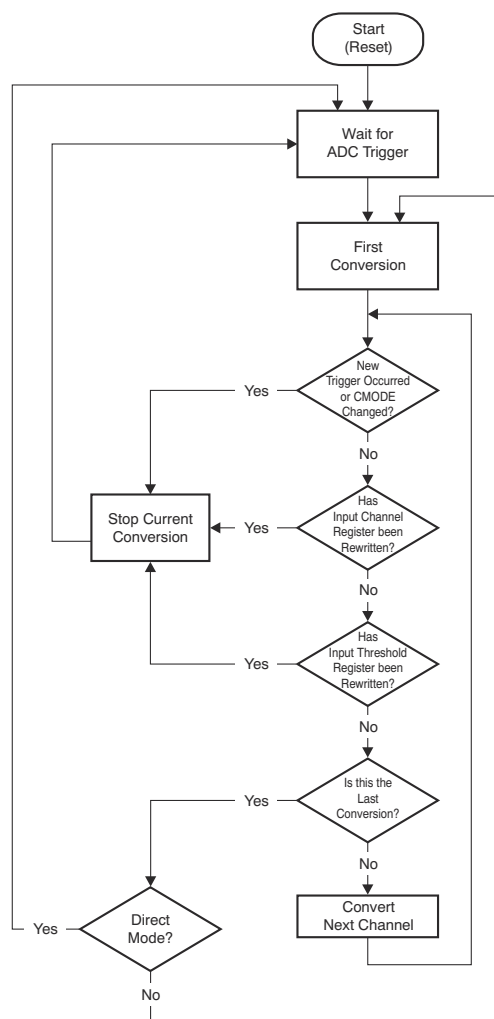 Start
(Reset)
Wait for
ADC Trigger
First
Conversion
New
Trigger Occurred
or CMODE
Changed?
Yes
No
Stop Current
Conversion
Yes
Has
Input Channel
Register been
Rewritten?
No
Has
Input Threshold
Register been
Rewritten?
Yes
No
Is this the
Last
Conversion?
Yes
No
Convert
Next Channel
Yes
Direct
Mode?
No